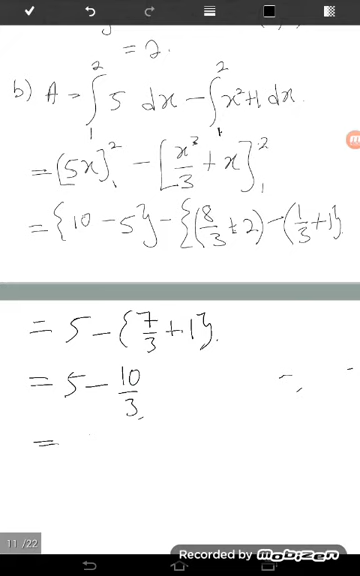 = 2.
b) A = ∫₁² 5 dx − ∫₁² x²+1 dx
= [5x]₁² − [x³/3 + x]₁²
= {10 − 5} − {(8/3 + 2) − (1/3 + 1)}
= 5 − {7/3 + 1}.
= 5 − 10/3
=
11 /22
Recorded by mobizen